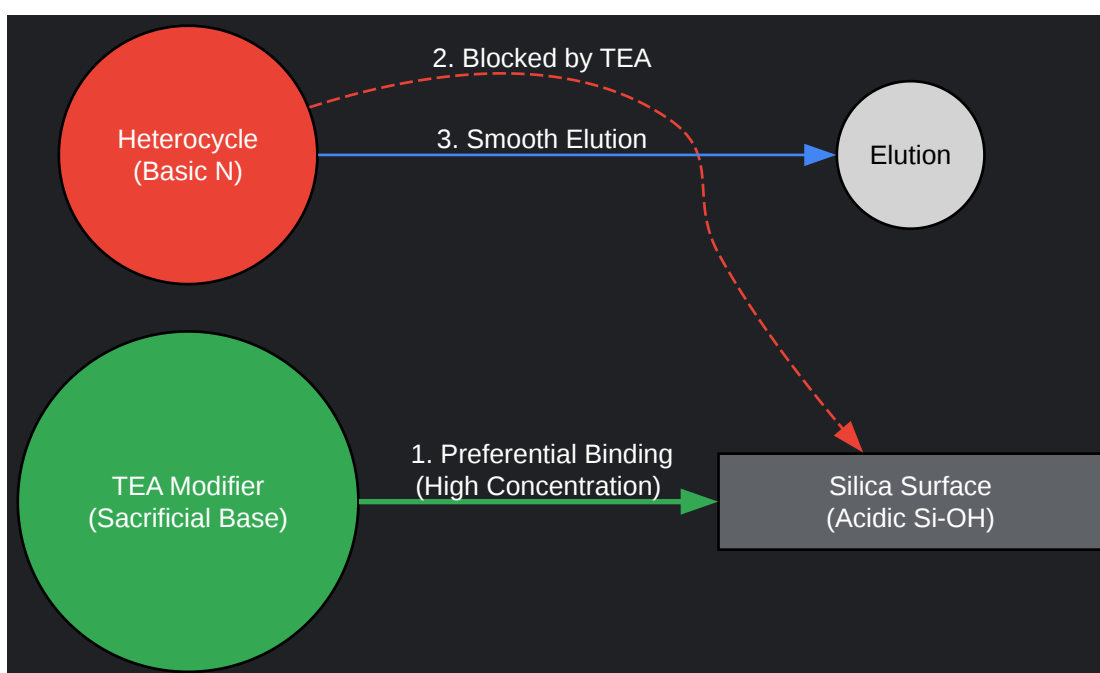 2. Blocked by TEA
Heterocycle
(Basic N)
3. Smooth Elution
Elution
TEA Modifier
(Sacrificial Base)
1. Preferential Binding
(High Concentration)
Silica Surface
(Acidic Si-OH)